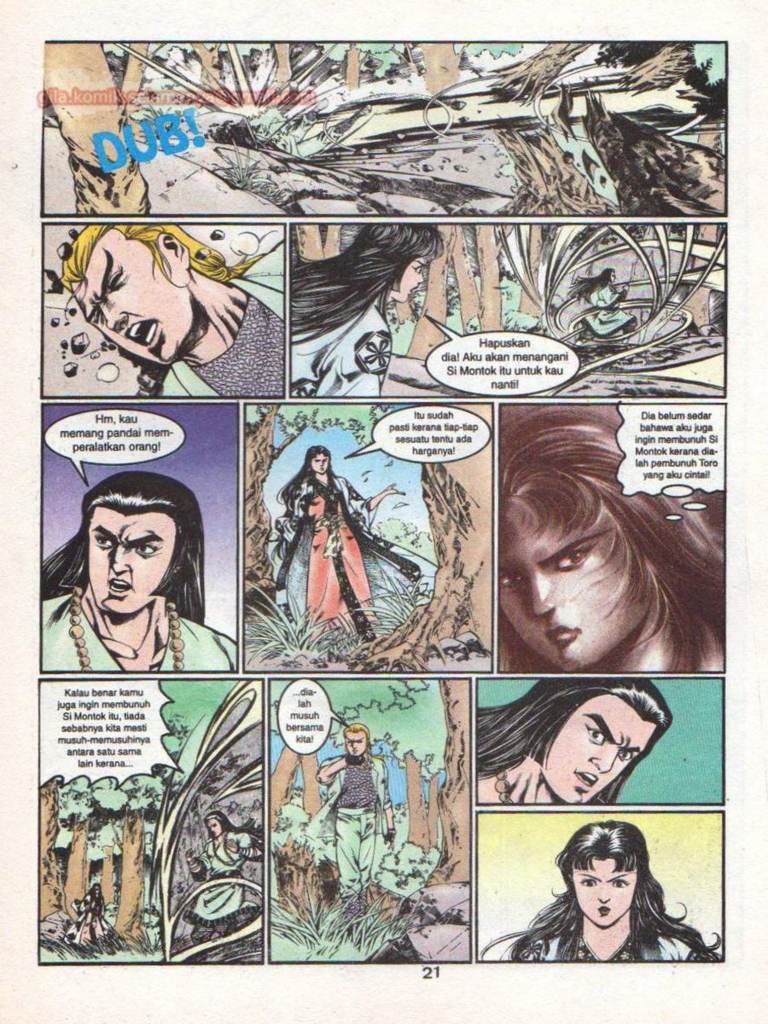 DUB!
Hapuskan
dia! Aku akan menangani
Si Montok itu untuk kau
nanti!
Hm, kau
memang pandai mem-
peralatkan orang!
Itu sudah
pasti kerana tiap-tiap
sesuatu tentu ada
harganya!
Dia belum sedar
bahawa aku juga
ingin membunuh Si
Montok kerana dia-
lah pembunuh Toro
yang aku cintai!
Kalau benar kamu
juga ingin membunuh
Si Montok itu, tiada
sebabnya kita mesti
musuh-memusuhinya
antara satu sama
lain kerana...
...dia-
lah
musuh
bersama
kita!
21